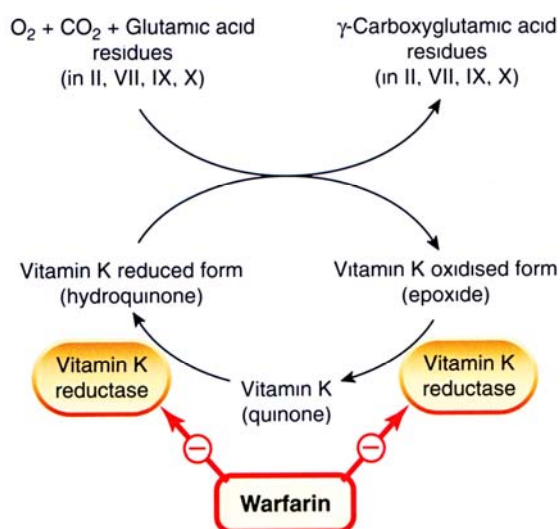 O2 + CO2 + Glutamic acid
residues
(in II, VII, IX, X)
γ-Carboxyglutamic acid
residues
(in II, VII, IX, X)
Vitamin K reduced form
(hydroquinone)
Vitamin K oxidised form
(epoxide)
Vitamin K
reductase
Vitamin K
(quinone)
Vitamin K
reductase
−
−
Warfarin